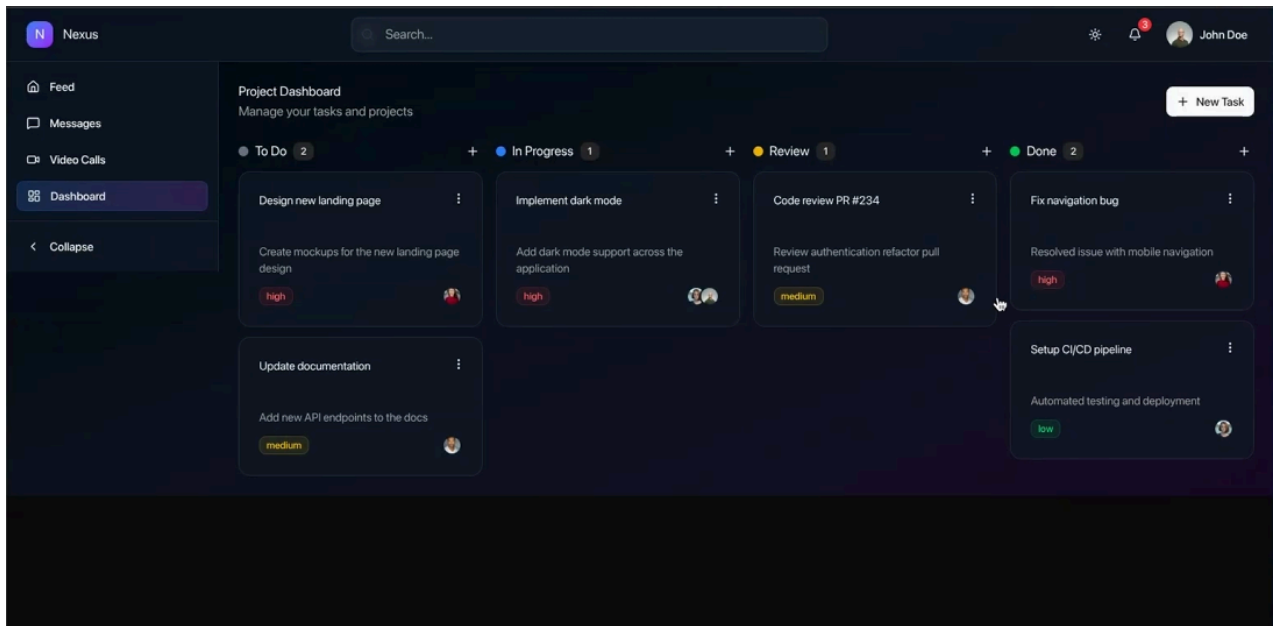 N
Nexus
Search...
3
John Doe
Feed
Messages
Video Calls
Dashboard
Collapse
Project Dashboard
Manage your tasks and projects
+ New Task
To Do 2 +
Design new landing page
Create mockups for the new landing page
design
high
Update documentation
Add new API endpoints to the docs
medium
In Progress 1 +
Implement dark mode
Add dark mode support across the
application
high
Review 1 +
Code review PR #234
Review authentication refactor pull
request
medium
Done 2 +
Fix navigation bug
Resolved issue with mobile navigation
high
Setup CI/CD pipeline
Automated testing and deployment
low